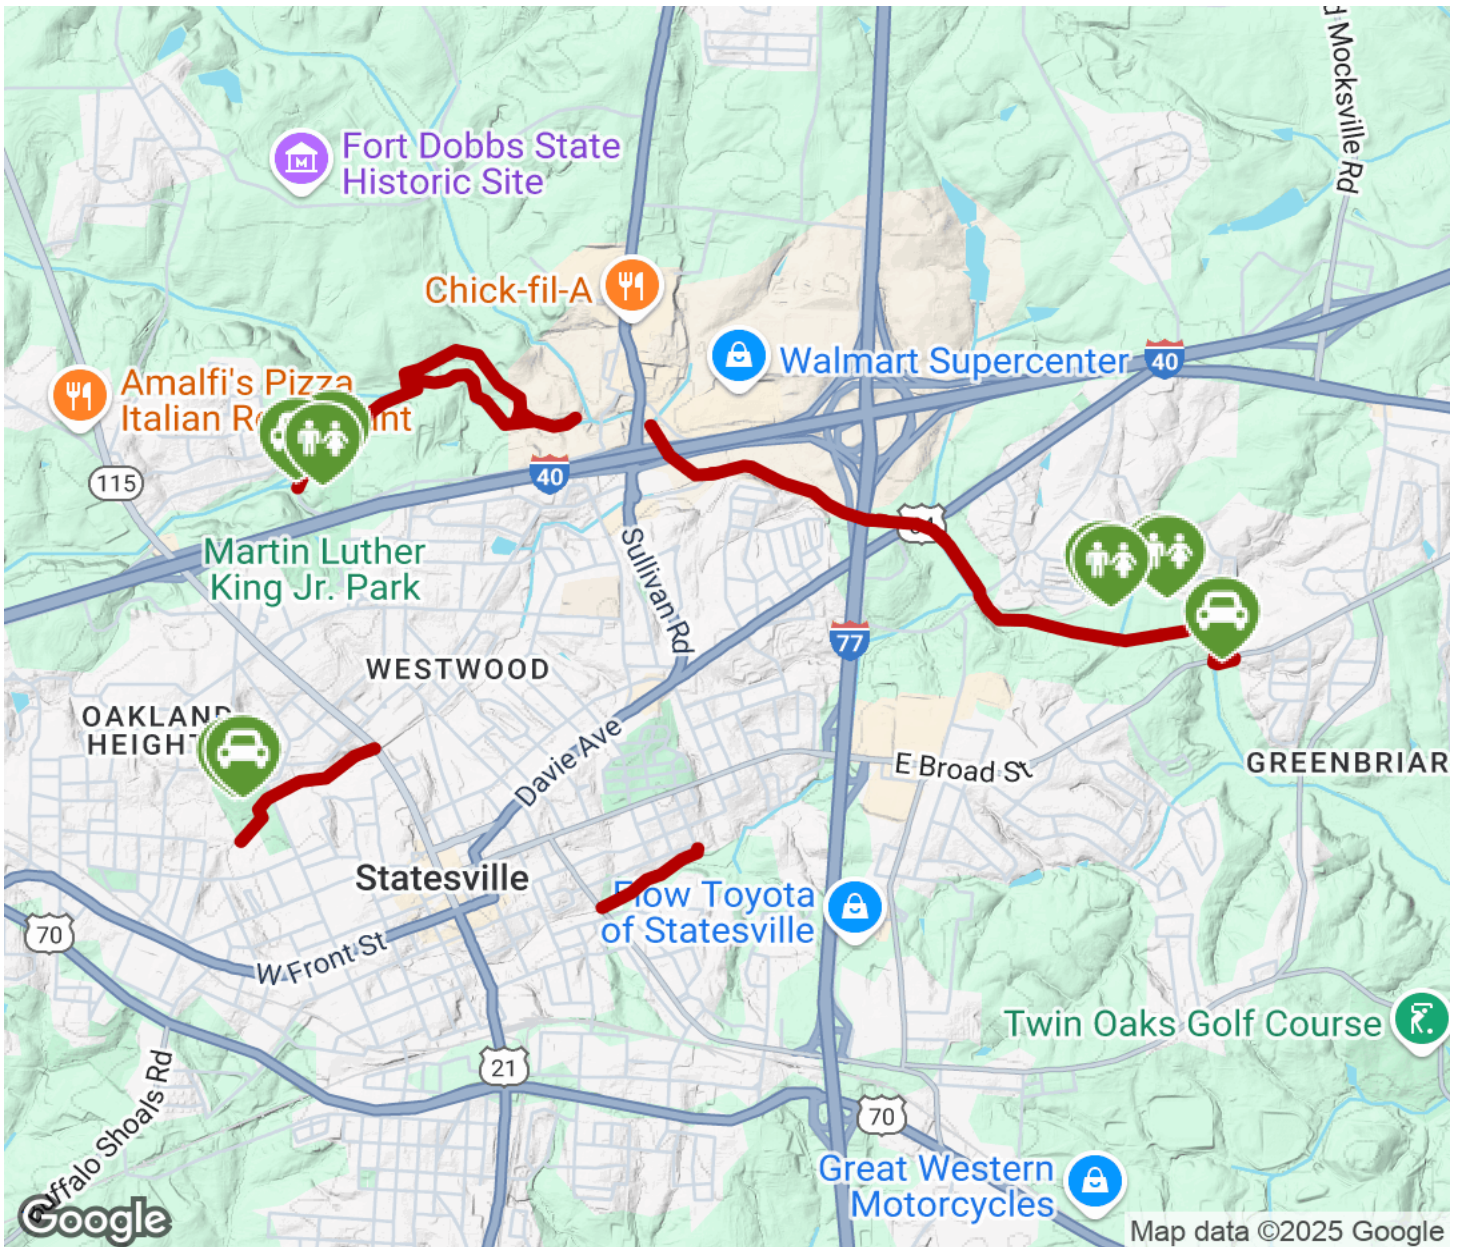 d Mocksville Rd
Fort Dobbs State
Historic Site
Chick-fil-A
Walmart Supercenter
40
Amalfi's Pizza
Italian Re
nt
115
40
Martin Luther
King Jr. Park
Sullivan Rd
77
WESTWOOD
OAKLAND
HEIGHT
Davie Ave
E Broad St
GREENBRIAR
Statesville
Flow Toyota
of Statesville
70
W Front St
Twin Oaks Golf Course
21
70
uffalo Shoals Rd
Great Western
Motorcycles
Google
Map data ©2025 Google